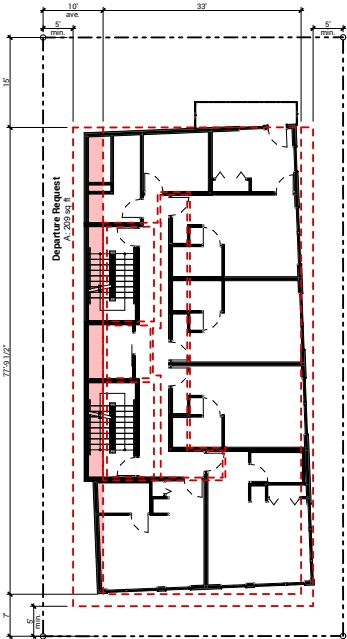 10'
ave.
33'
5'
min.
5'
min.
15'
Departure Request
A: 209 sq ft
77'-9 1/2"
7'
5'
min.